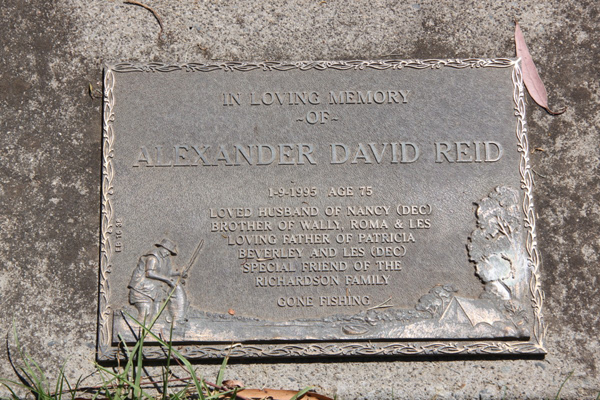 IN LOVING MEMORY
~OF~
ALEXANDER DAVID REID
1-9-1995 AGE 75
LOVED HUSBAND OF NANCY (DEC)
BROTHER OF WALLY, ROMA & LES
LOVING FATHER OF PATRICIA
BEVERLEY AND LES (DEC)
SPECIAL FRIEND OF THE
RICHARDSON FAMILY
GONE FISHING